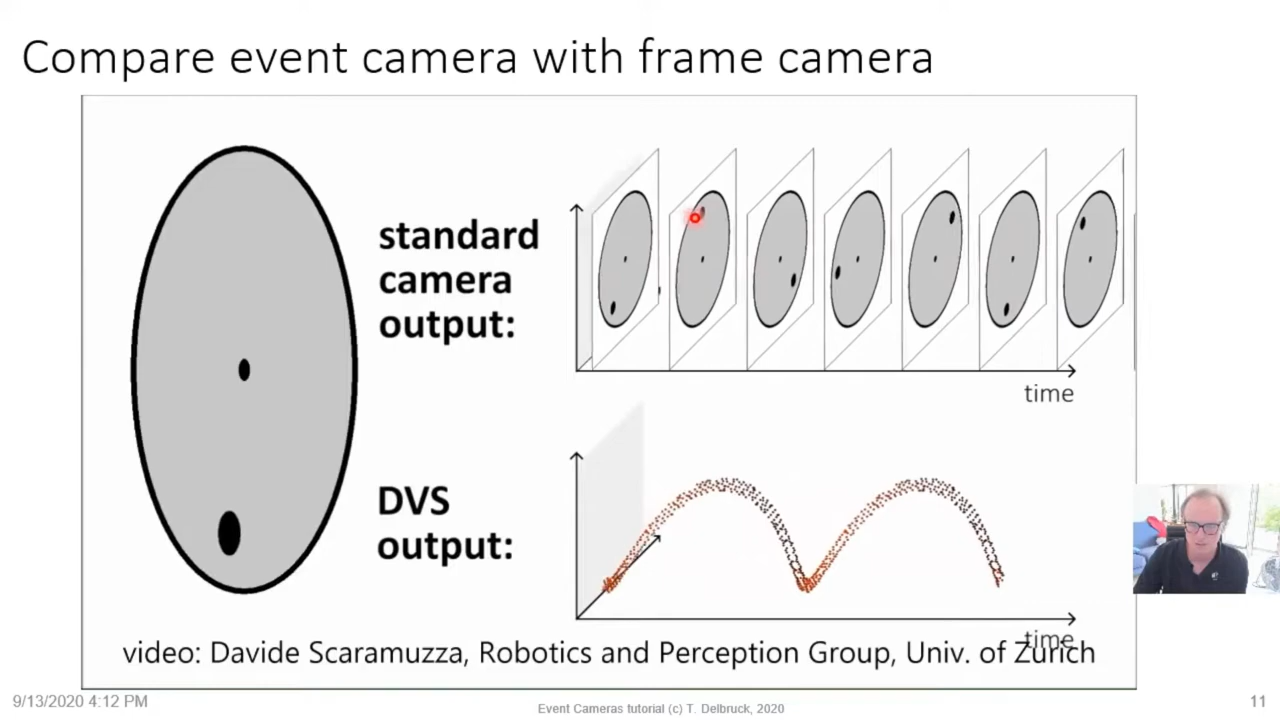 Compare event camera with frame camera
standard
camera
output:
time
DVS
output:
time
video: Davide Scaramuzza, Robotics and Perception Group, Univ. of Zurich
9/13/2020 4:12 PM
Event Cameras tutorial (c) T. Delbruck, 2020
11